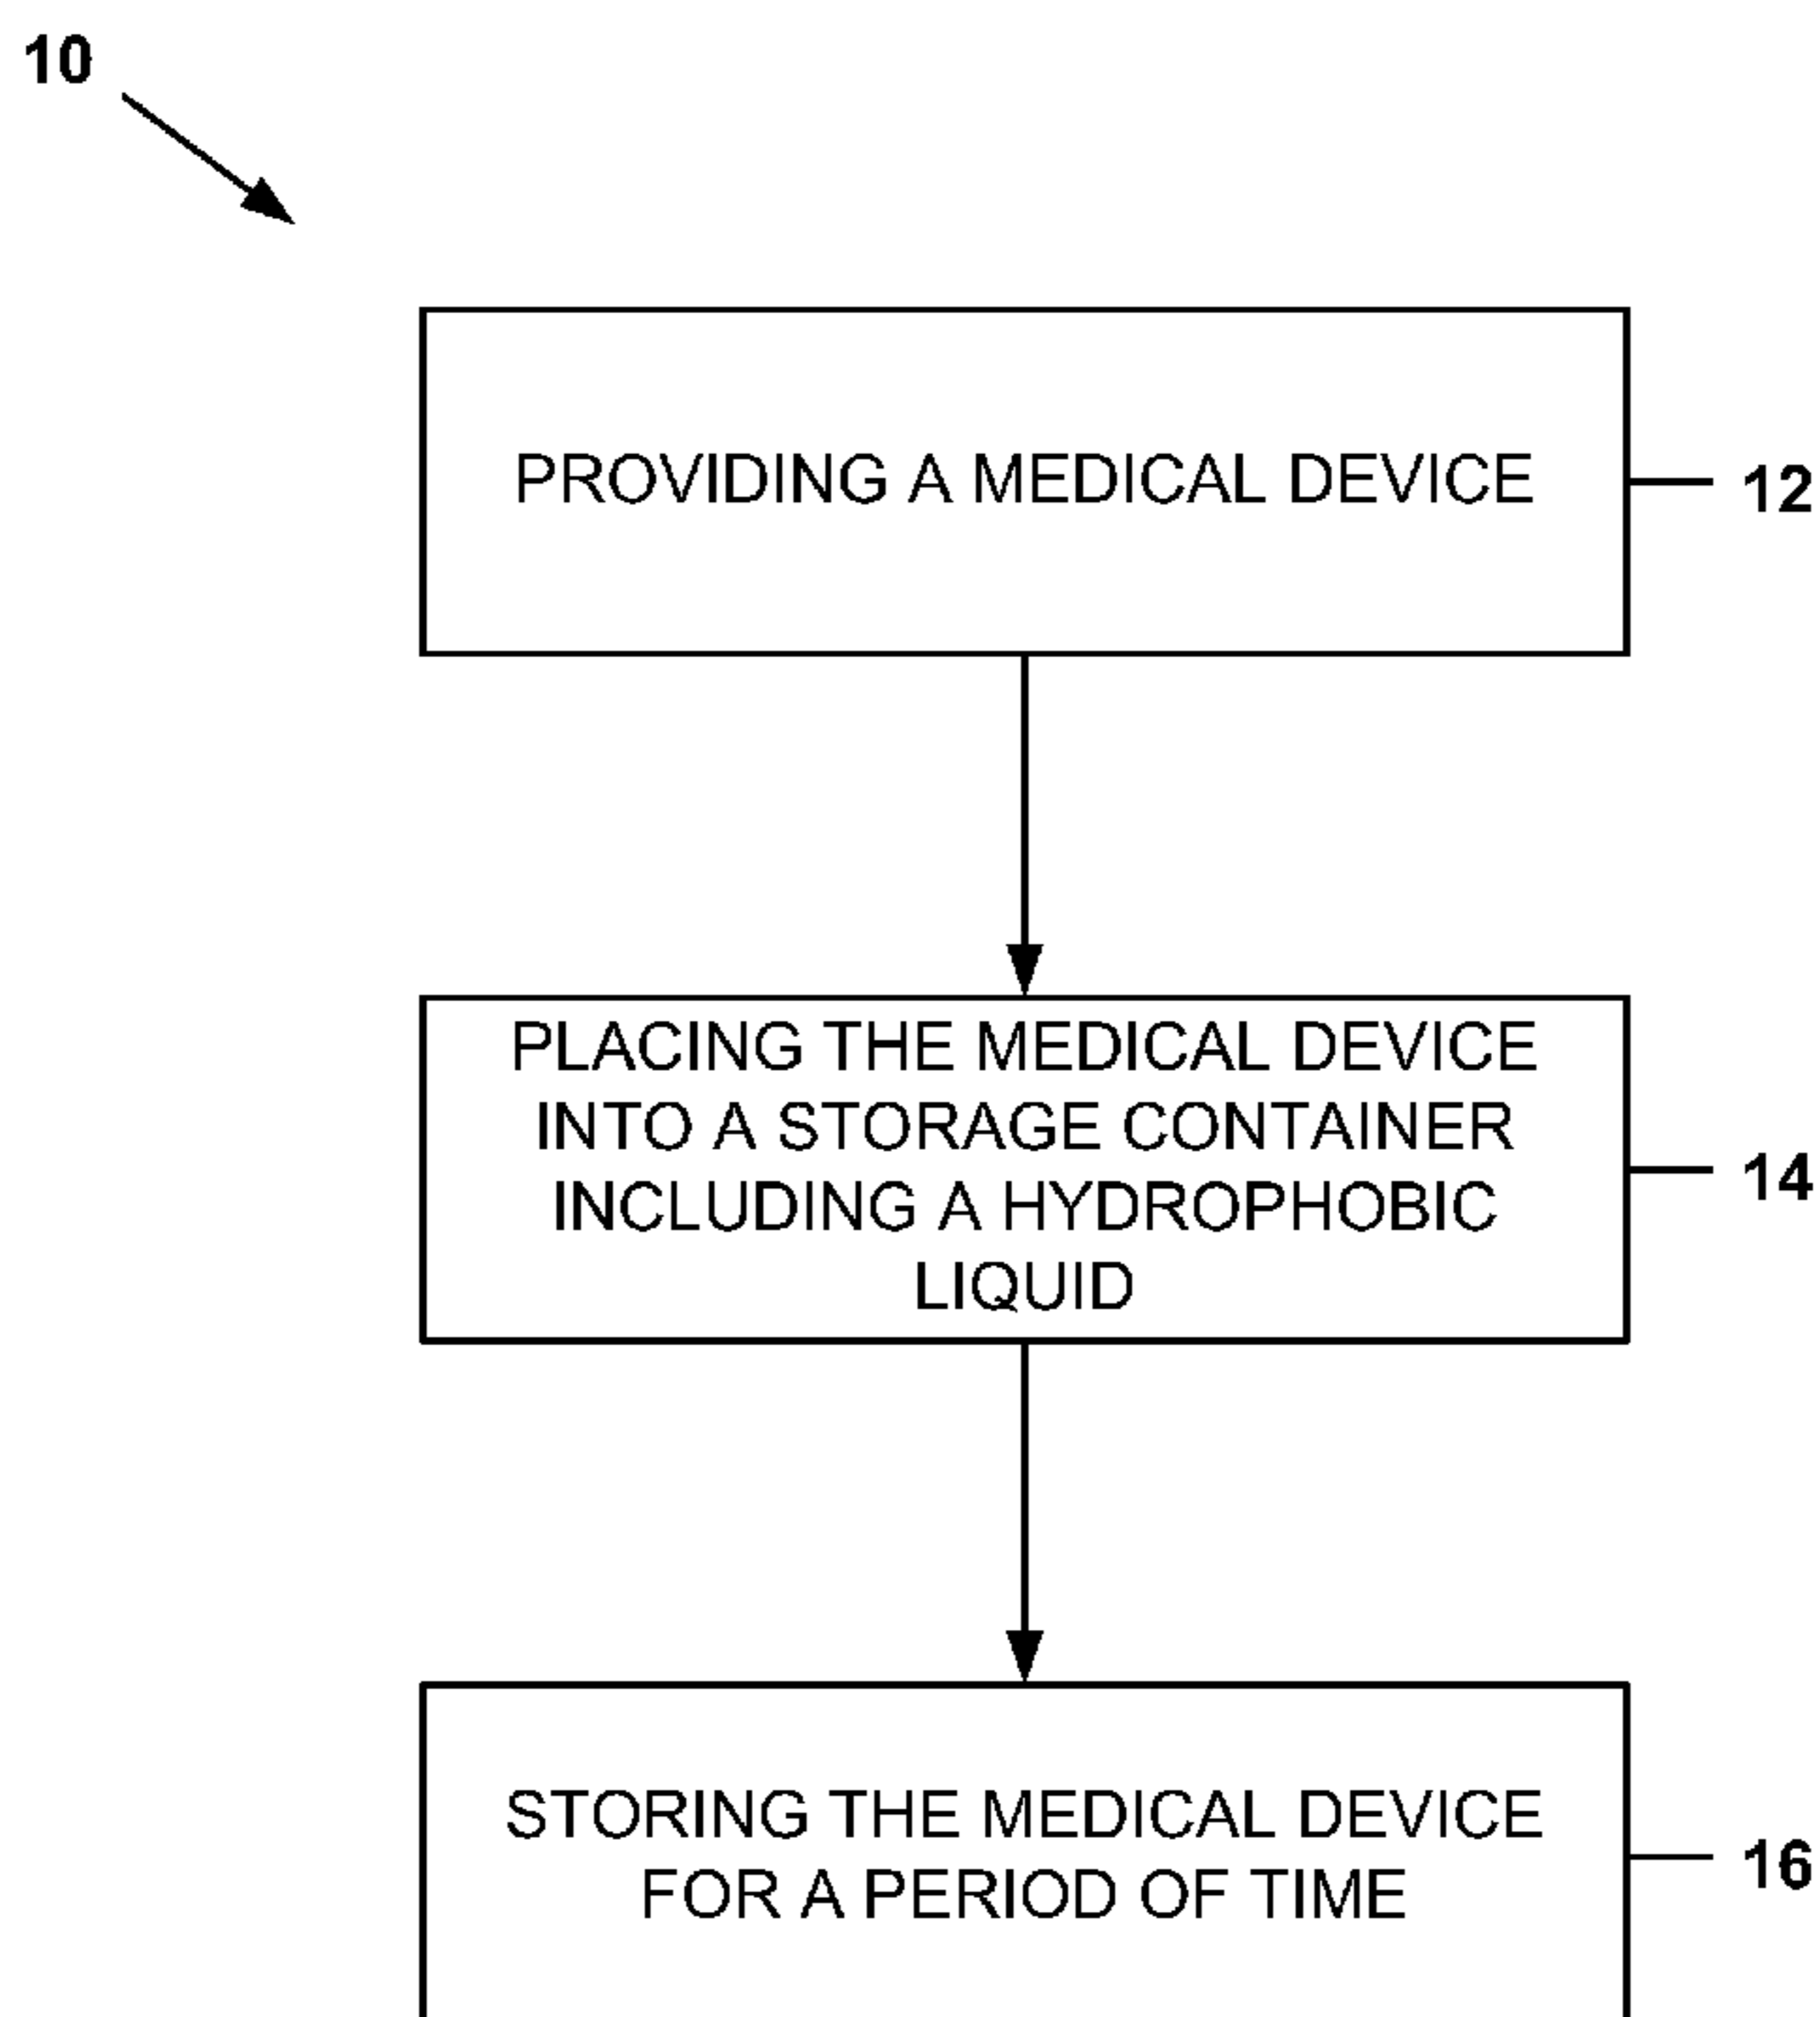 10
PROVIDING A MEDICAL DEVICE
12
PLACING THE MEDICAL DEVICE
INTO A STORAGE CONTAINER
INCLUDING A HYDROPHOBIC
LIQUID
14
STORING THE MEDICAL DEVICE
FOR A PERIOD OF TIME
16